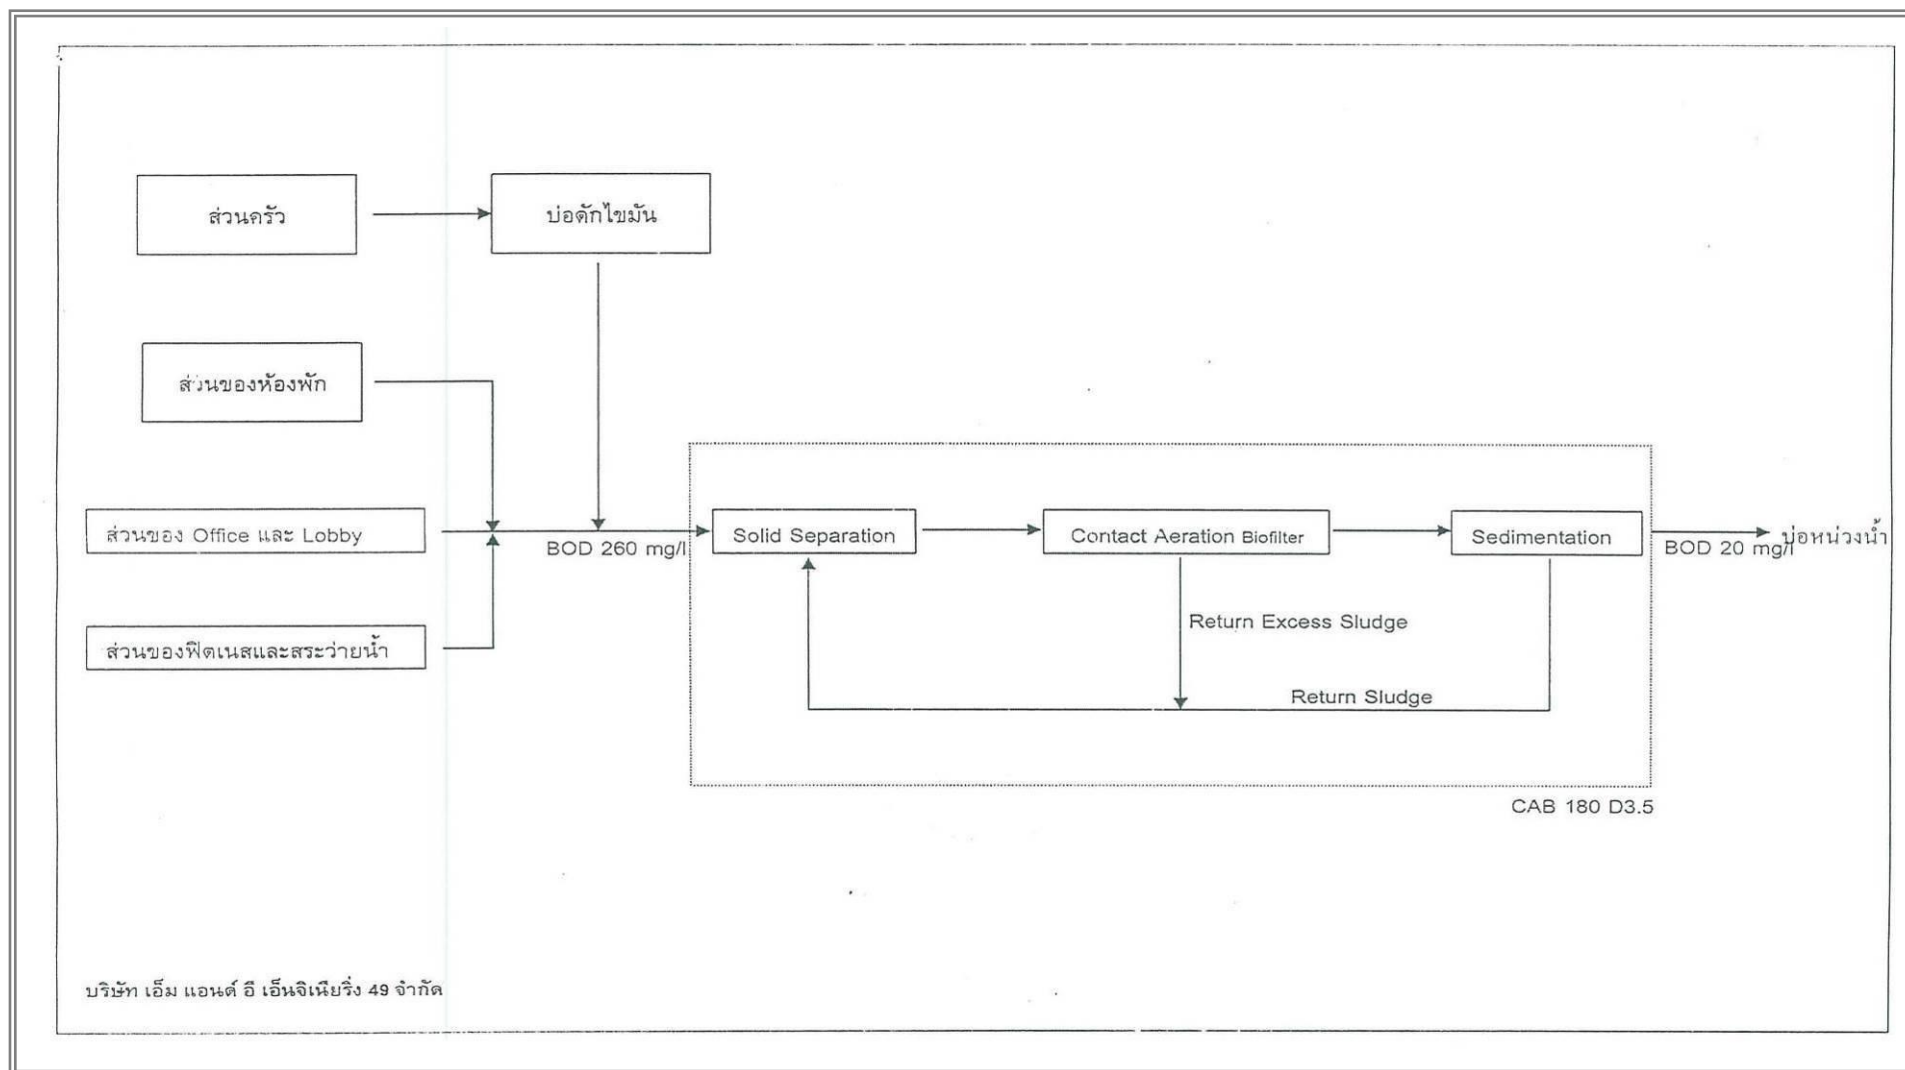 ส่วนครัว
บ่อดักไขมัน
ส่วนของห้องพัก
ส่วนของ Office และ Lobby
BOD 260 mg/l
Solid Separation
Contact Aeration Biofilter
Sedimentation
BOD 20 mg/l
บ่อหน่วงน้ำ
ส่วนของฟิตเนสและสระว่ายน้ำ
Return Excess Sludge
Return Sludge
CAB 180 D3.5
บริษัท เอ็ม แอนด์ อี เอ็นจิเนียริ่ง 49 จำกัด